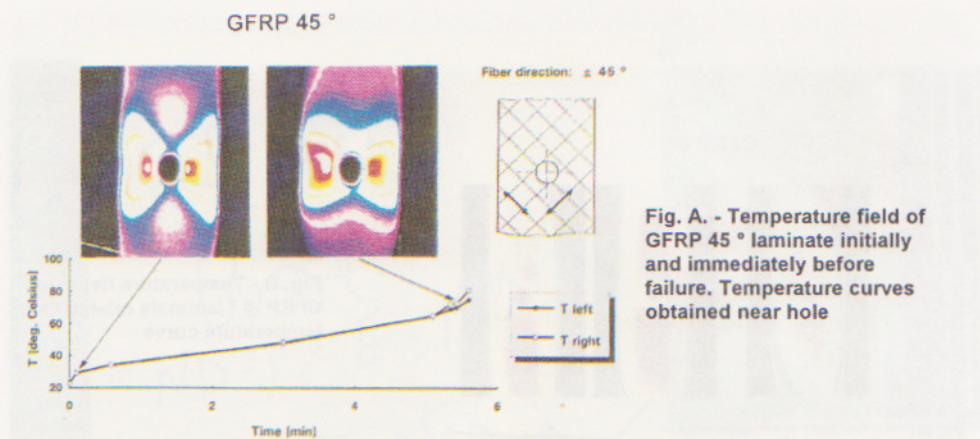 GFRP 45 °
Fiber direction: ± 45 °
Fig. A. - Temperature field of
GFRP 45 ° laminate initially
and immediately before
failure. Temperature curves
obtained near hole
T [deg. Celsius]
100
80
60
40
20
0
2
4
6
Time [min]
T left
T right